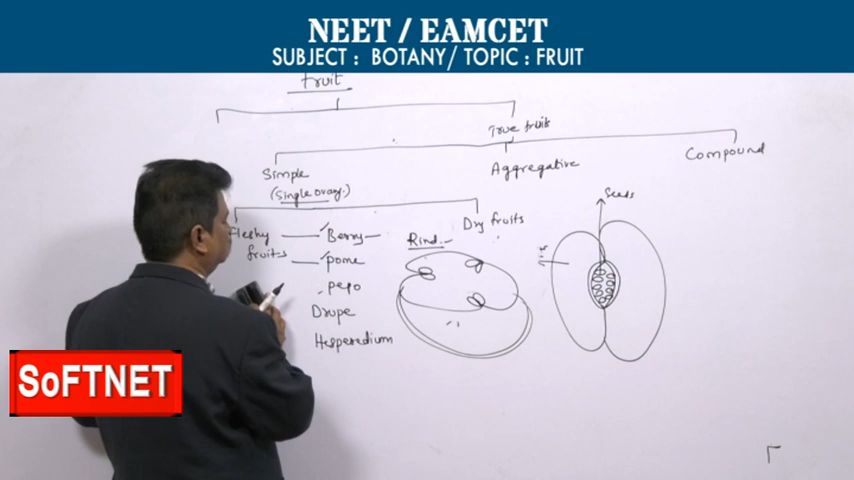 NEET / EAMCET
SUBJECT : BOTANY/ TOPIC : FRUIT
fruit
True fruit
Simple
(Single ovary.)
Aggregative
Compound
Fleshy
fruits
Berry
pome
pepo
Drupe
Hesperedium
Dry fruits
Rind.
Seeds
SoFTNET